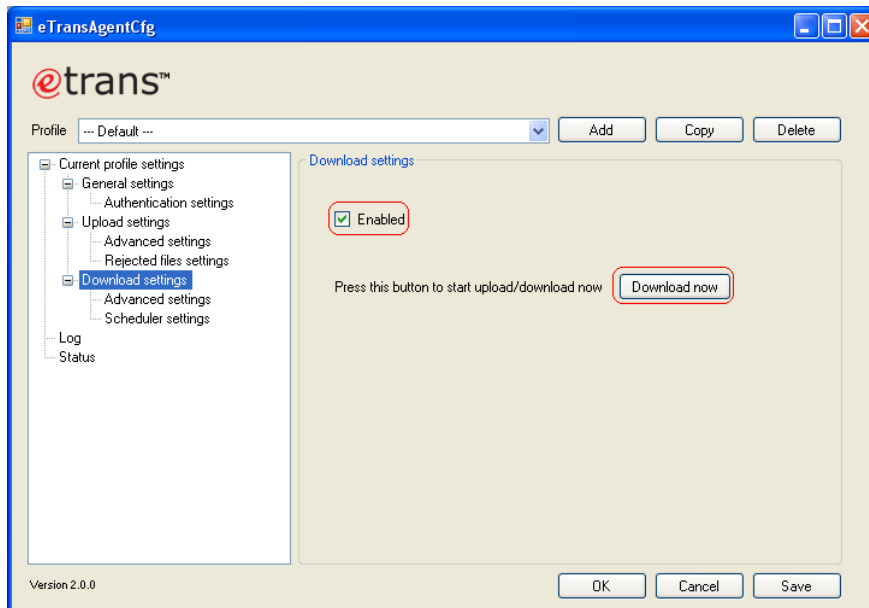 eTransAgentCfg
etrans™
Profile --- Default --- Add Copy Delete
Current profile settings
General settings
Authentication settings
Upload settings
Advanced settings
Rejected files settings
Download settings
Advanced settings
Scheduler settings
Log
Status
Download settings
Enabled
Press this button to start upload/download now Download now
Version 2.0.0 OK Cancel Save